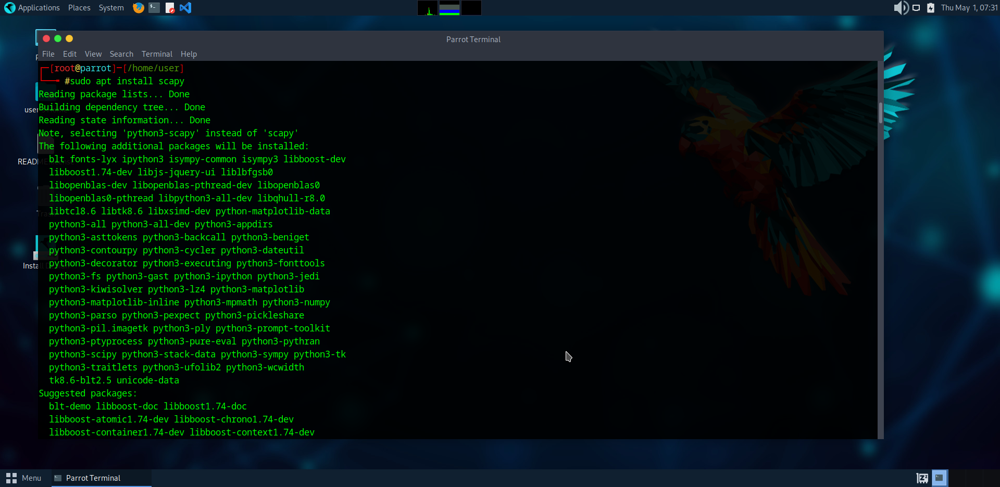 Applications Places System
Thu May 1, 07:31
Parrot Terminal
File Edit View Search Terminal Help
[root@parrot]─[/home/user]
#sudo apt install scapy
Reading package lists... Done
Building dependency tree... Done
Reading state information... Done
Note, selecting 'python3-scapy' instead of 'scapy'
The following additional packages will be installed:
blt fonts-lyx ipython3 isympy-common isympy3 libboost-dev
libboost1.74-dev libjs-jquery-ui liblbfgsb0
libopenblas-dev libopenblas-pthread-dev libopenblas0
libopenblas0-pthread libpython3-all-dev libqhull-r8.0
libtcl8.6 libtk8.6 libxsimd-dev python-matplotlib-data
python3-all python3-all-dev python3-appdirs
python3-asttokens python3-backcall python3-beniget
python3-contourpy python3-cycler python3-dateutil
python3-decorator python3-executing python3-fonttools
python3-fs python3-gast python3-ipython python3-jedi
python3-kiwisolver python3-lz4 python3-matplotlib
python3-matplotlib-inline python3-mpmath python3-numpy
python3-parso python3-pexpect python3-pickleshare
python3-pil.imagetk python3-ply python3-prompt-toolkit
python3-ptyprocess python3-pure-eval python3-pythran
python3-scipy python3-stack-data python3-sympy python3-tk
python3-traitlets python3-ufolib2 python3-wcwidth
tk8.6-blt2.5 unicode-data
Suggested packages:
blt-demo libboost-doc libboost1.74-doc
libboost-atomic1.74-dev libboost-chrono1.74-dev
libboost-container1.74-dev libboost-context1.74-dev
user
READ
Install
Menu Parrot Terminal